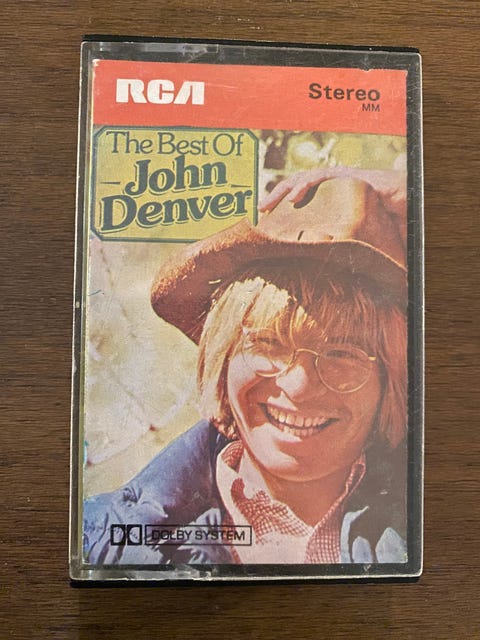 RCA
Stereo
MM
The Best Of
John
Denver
DOLBY SYSTEM